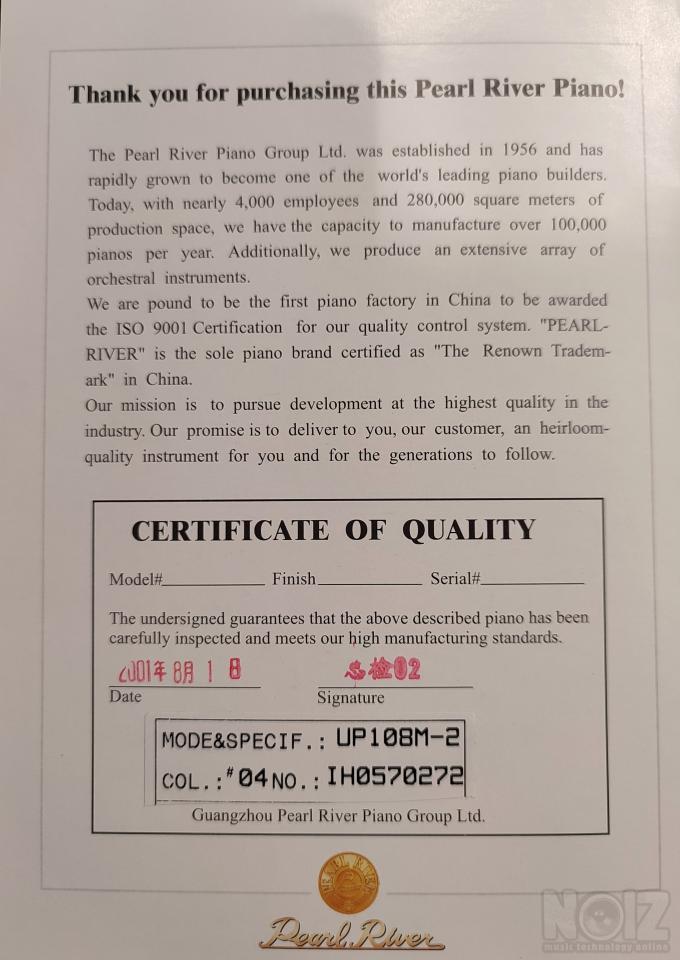 Thank you for purchasing this Pearl River Piano!
The Pearl River Piano Group Ltd. was established in 1956 and has
rapidly grown to become one of the world's leading piano builders.
Today, with nearly 4,000 employees and 280,000 square meters of
production space, we have the capacity to manufacture over 100,000
pianos per year. Additionally, we produce an extensive array of
orchestral instruments.
We are pound to be the first piano factory in China to be awarded
the ISO 9001 Certification for our quality control system. "PEARL-
RIVER" is the sole piano brand certified as "The Renown Tradem-
ark" in China.
Our mission is to pursue development at the highest quality in the
industry. Our promise is to deliver to you, our customer, an heirloom-
quality instrument for you and for the generations to follow.
CERTIFICATE OF QUALITY
Model# Finish Serial#
The undersigned guarantees that the above described piano has been
carefully inspected and meets our high manufacturing standards.
2001年 8月 1 8 总检02
Date Signature
MODE&SPECIF.: UP108M-2
COL.:#04 NO.: IH0570272
Guangzhou Pearl River Piano Group Ltd.
PEARL RIVER
Pearl River
NOIZ
music technology online